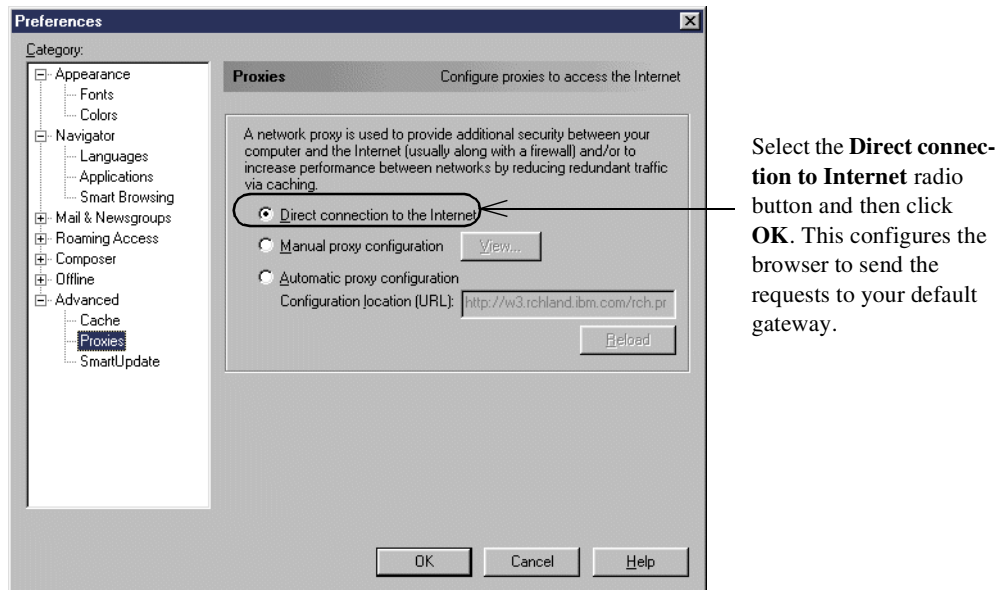 Preferences
Category:
Appearance
Fonts
Colors
Navigator
Languages
Applications
Smart Browsing
Mail & Newsgroups
Roaming Access
Composer
Offline
Advanced
Cache
Proxies
SmartUpdate
Proxies
Configure proxies to access the Internet
A network proxy is used to provide additional security between your
computer and the Internet (usually along with a firewall) and/or to
increase performance between networks by reducing redundant traffic
via caching.
Direct connection to the Internet
Manual proxy configuration
View...
Automatic proxy configuration
Configuration location (URL):
http://w3.rchland.ibm.com/rch.pr
Reload
OK
Cancel
Help
Select the Direct connec-
tion to Internet radio
button and then click
OK. This configures the
browser to send the
requests to your default
gateway.